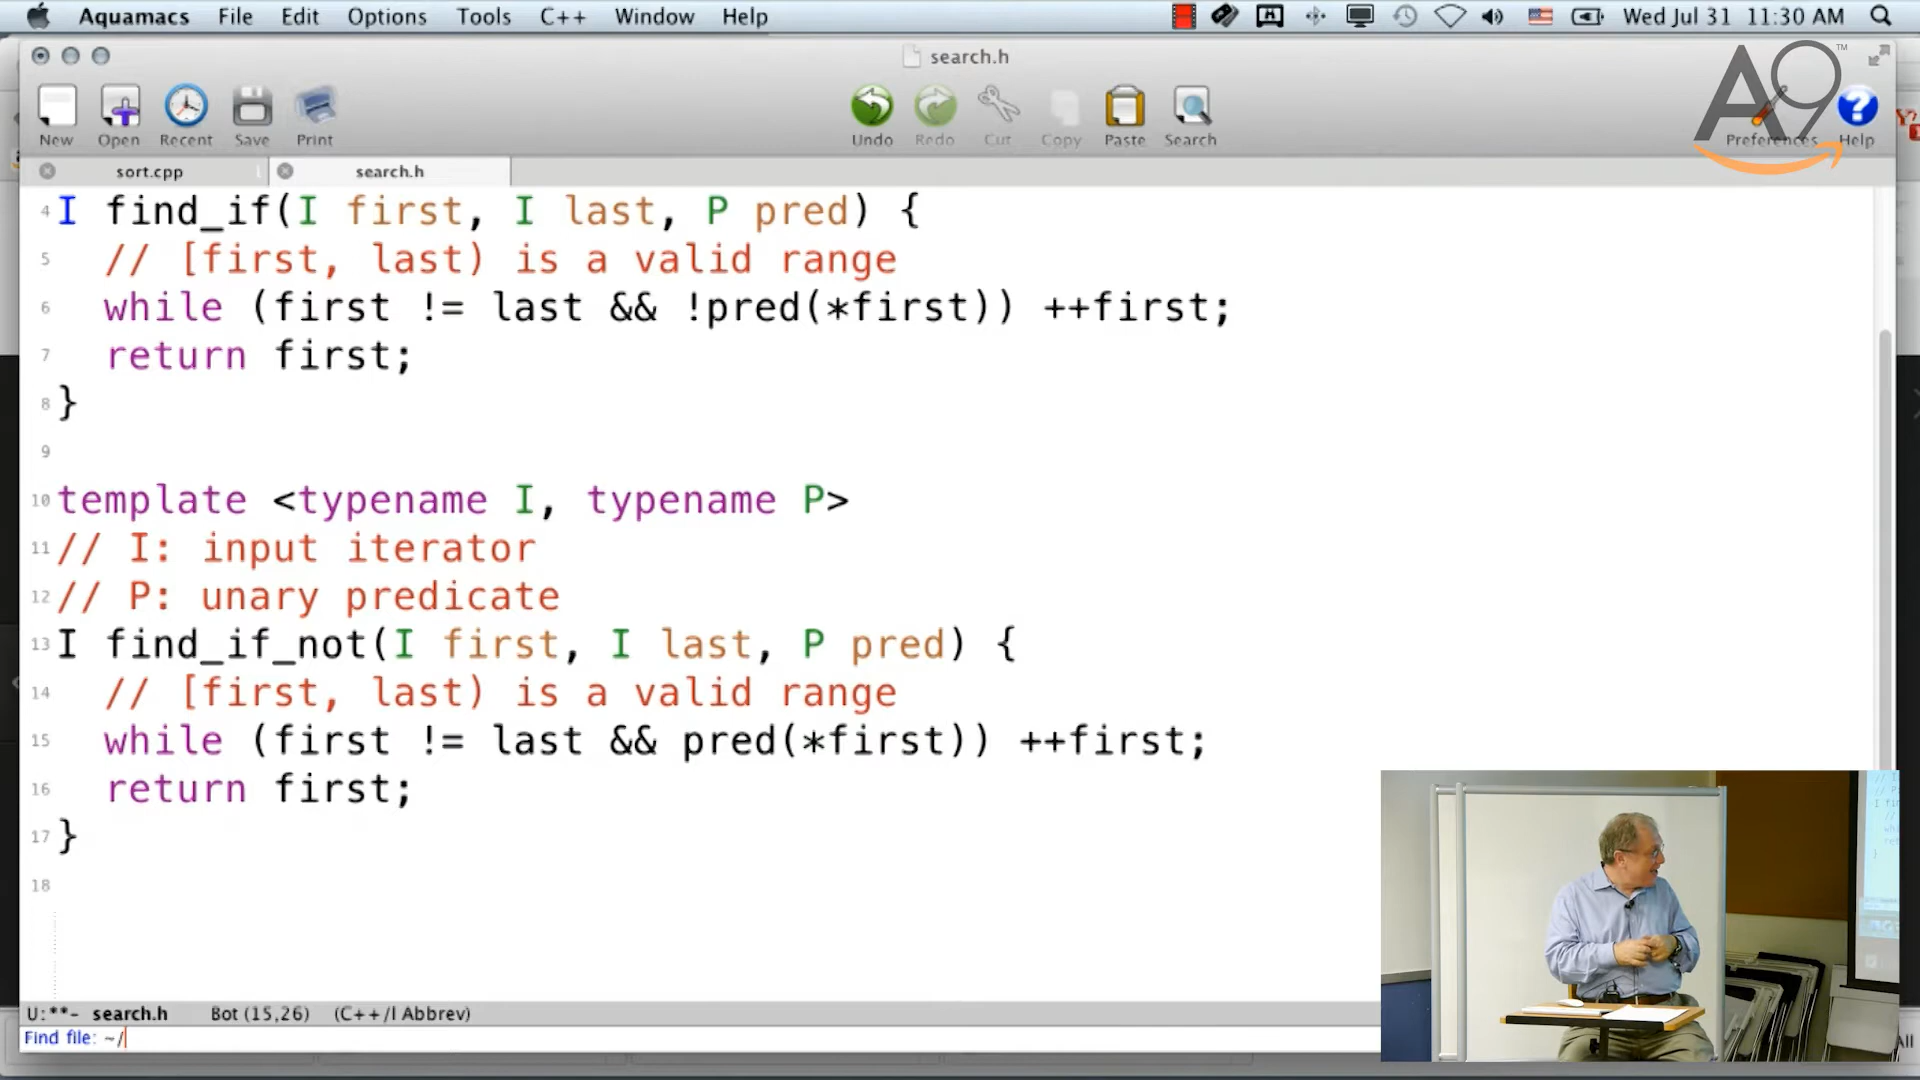 Aquamacs File Edit Options Tools C++ Window Help Wed Jul 31 11:30 AM
search.h
A9™
New Open Recent Save Print Undo Redo Cut Copy Paste Search Preferences Help
sort.cpp search.h
4 I find_if(I first, I last, P pred) {
5 // [first, last) is a valid range
6 while (first != last && !pred(*first)) ++first;
7 return first;
8 }
9
10 template <typename I, typename P>
11 // I: input iterator
12 // P: unary predicate
13 I find_if_not(I first, I last, P pred) {
14 // [first, last) is a valid range
15 while (first != last && pred(*first)) ++first;
16 return first;
17 }
18
U:**- search.h Bot (15,26) (C++/l Abbrev)
Find file: ~/